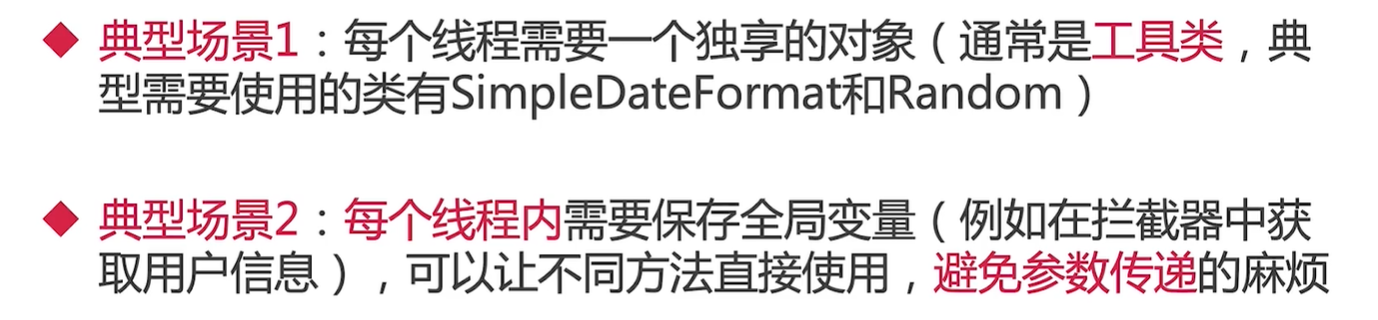 典型场景1：每个线程需要一个独享的对象（通常是工具类，典
型需要使用的类有SimpleDateFormat和Random）
典型场景2：每个线程内需要保存全局变量（例如在拦截器中获
取用户信息），可以让不同方法直接使用，避免参数传递的麻烦